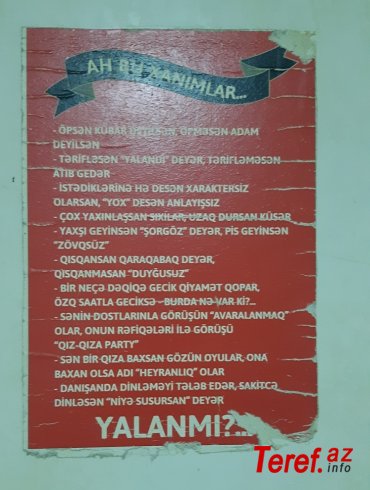 AH BU XANIMLAR...
- ÖPSƏN KÜBAR DEYİLSƏN, ÖPMƏSƏN ADAM
DEYİLSƏN
- TƏRİFLƏSƏN "YALANDI" DEYƏR, TƏRİFLƏMƏSƏN
ATIB GEDƏR
- İSTƏDİKLƏRİNƏ HƏ DESƏN XARAKTERSİZ
OLARSAN, "YOX" DESƏN ANLAYIŞSIZ
- ÇOX YAXINLAŞSAN SIXILAR, UZAQ DURSAN KÜSƏR
- YAXŞI GEYİNSƏN "ŞORGÖZ" DEYƏR, PİS GEYİNSƏN
"ZÖVQSÜZ"
- QISQANSAN QARAQABAQ DEYƏR,
QISQANMASAN "DUYĞUSUZ"
- BİR NEÇƏ DƏQİQƏ GECİK QİYAMƏT QOPAR,
ÖZQ SAATLA GECİKSƏ - BURDA NƏ VAR Kİ?...
- SƏNİN DOSTLARINLA GÖRÜŞÜN "AVARALANMAQ"
OLAR, ONUN RƏFİQƏLƏRİ İLƏ GÖRÜŞÜ
"QIZ-QIZA PARTY"
- SƏN BİR QIZA BAXSAN GÖZÜN OYULAR, ONA
BAXAN OLSA ADI "HEYRANLIQ" OLAR
- DANIŞANDA DİNLƏMƏYİ TƏLƏB EDƏR, SAKİTCƏ
DİNLƏSƏN "NİYƏ SUSURSAN" DEYƏR
YALANMI?...
Teref.az
info